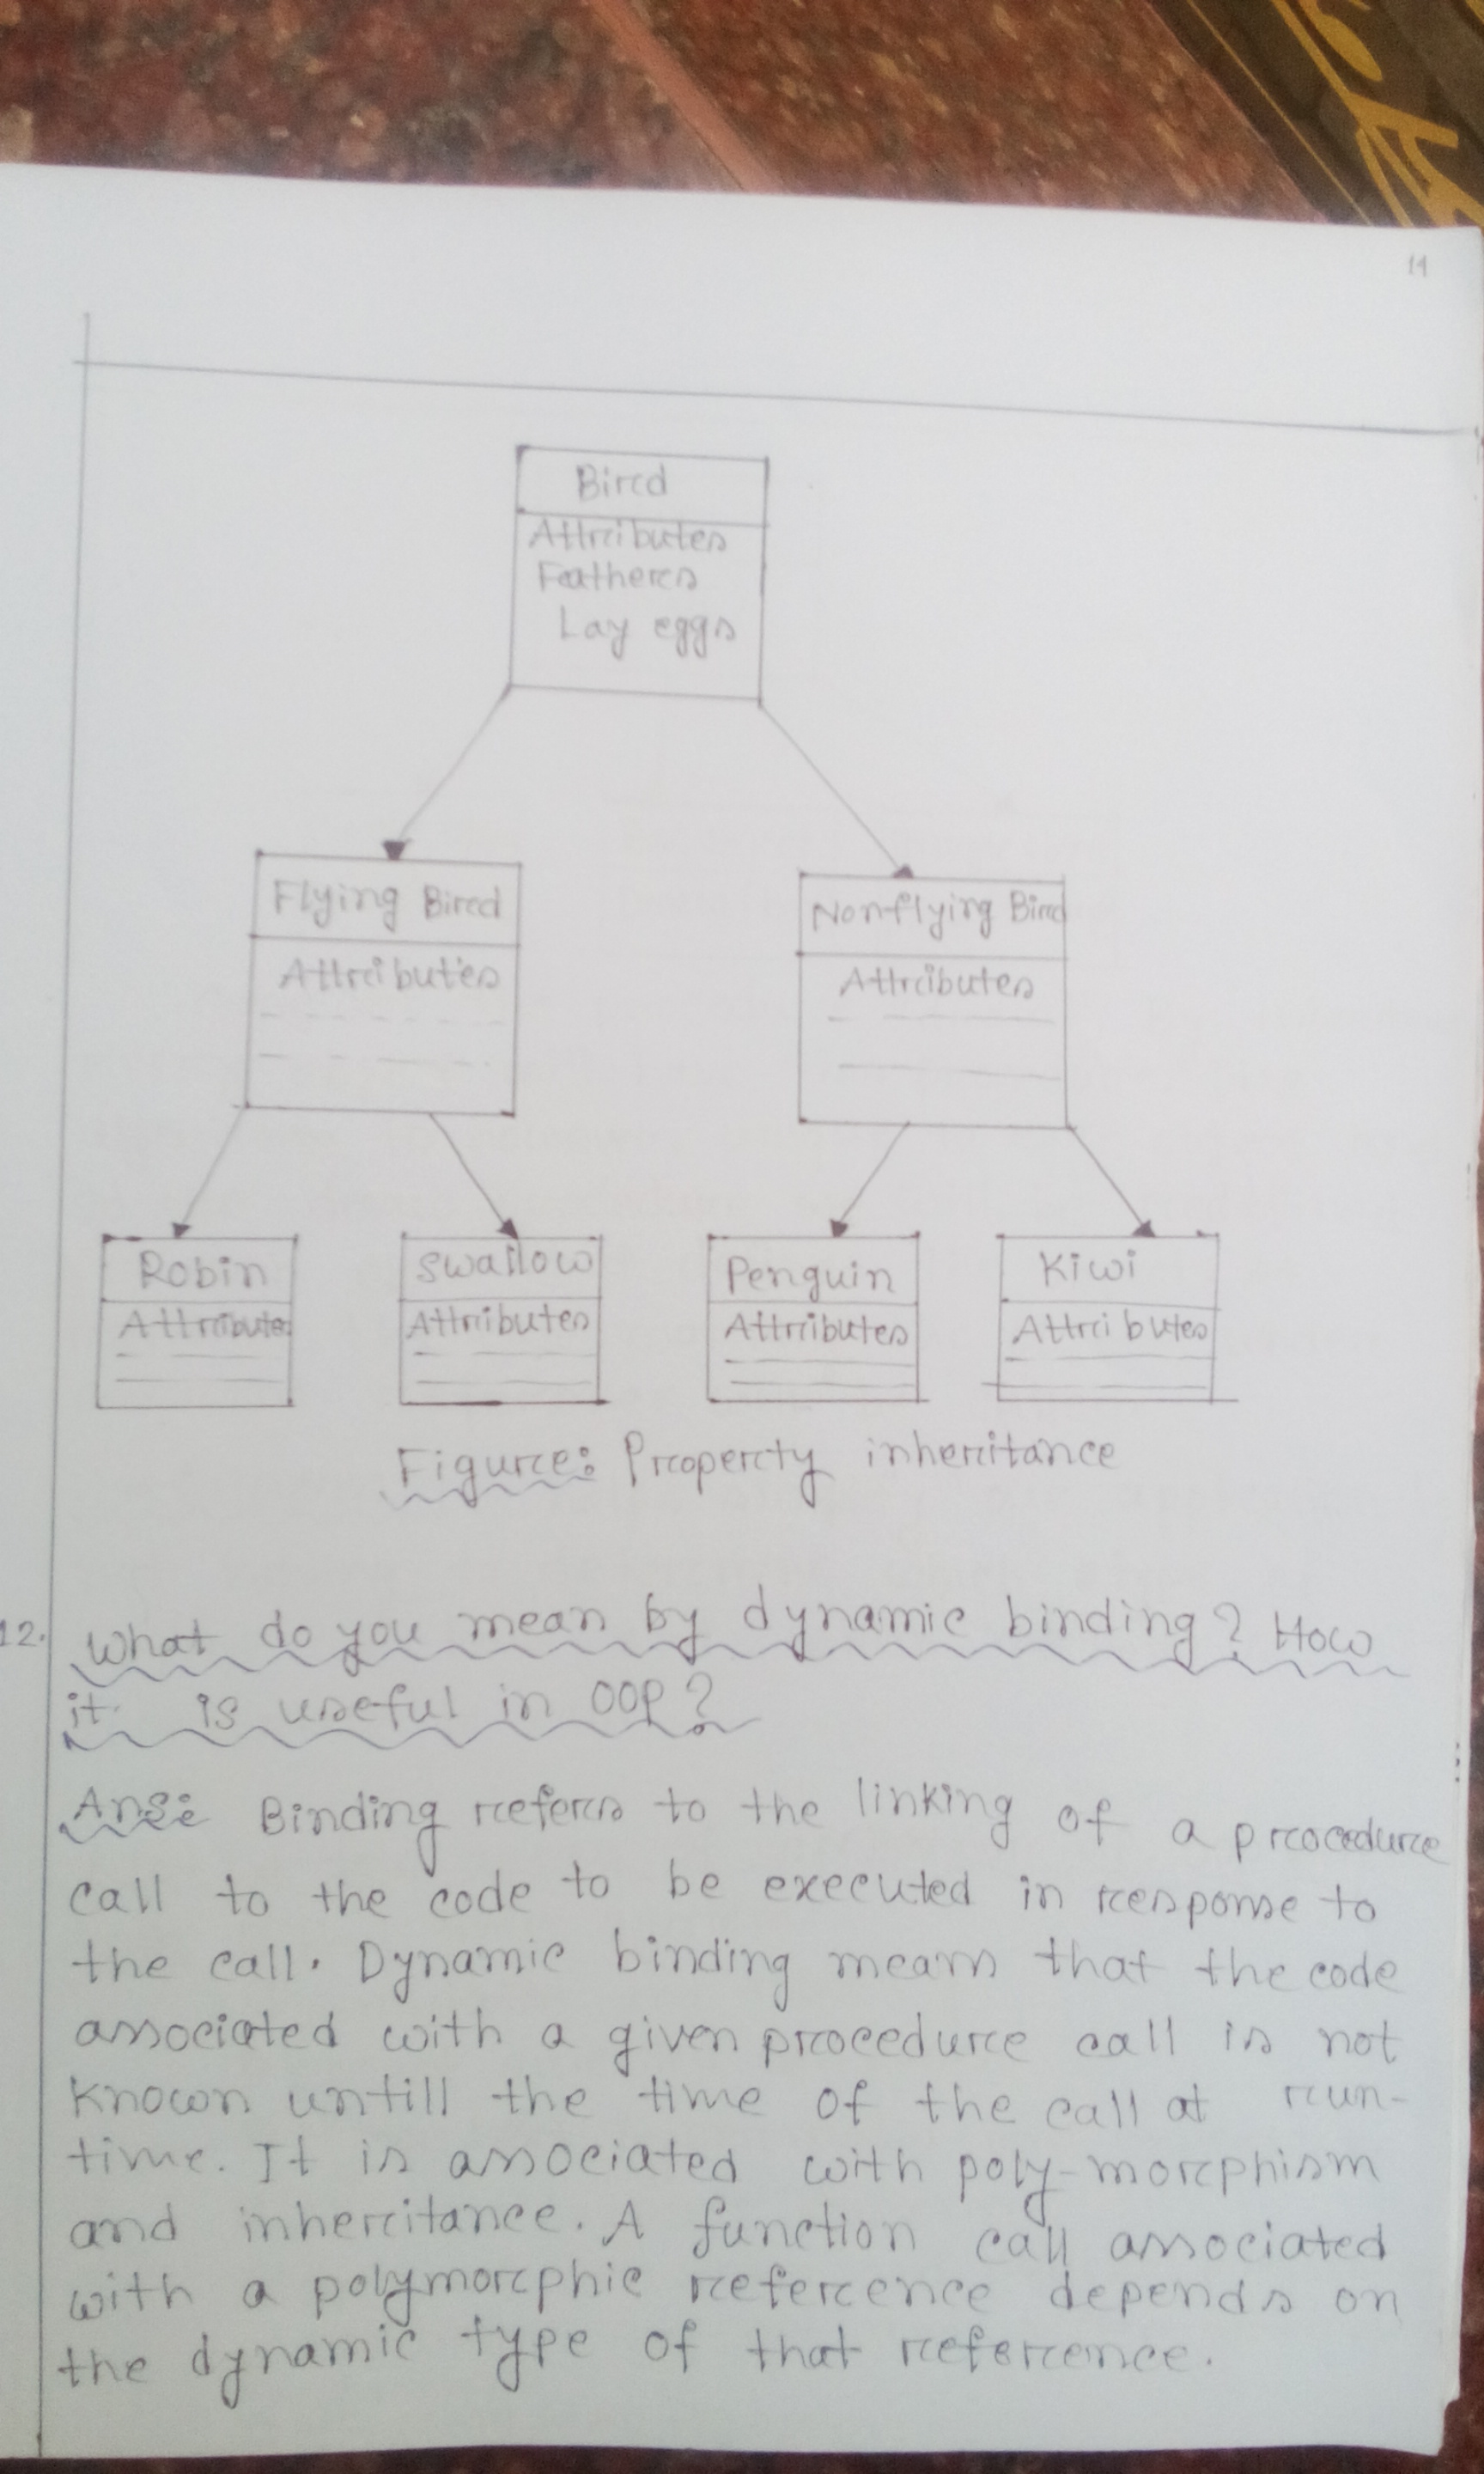 11
Bird
Attributes
Feathers
Lay eggs
Flying Bird
Attributes
Nonflying Bird
Attributes
Robin
Attributes
Swallow
Attributes
Penguin
Attributes
Kiwi
Attributes
Figure: Property inheritance
12. What do you mean by dynamic binding? How
it is useful in OOP?
Ans: Binding refers to the linking of a procedure
call to the code to be executed in response to
the call. Dynamic binding means that the code
associated with a given procedure call is not
known untill the time of the call at run-
time. It is associated with poly-morphism
and inheritance. A function call associated
with a polymorphic reference depends on
the dynamic type of that reference.